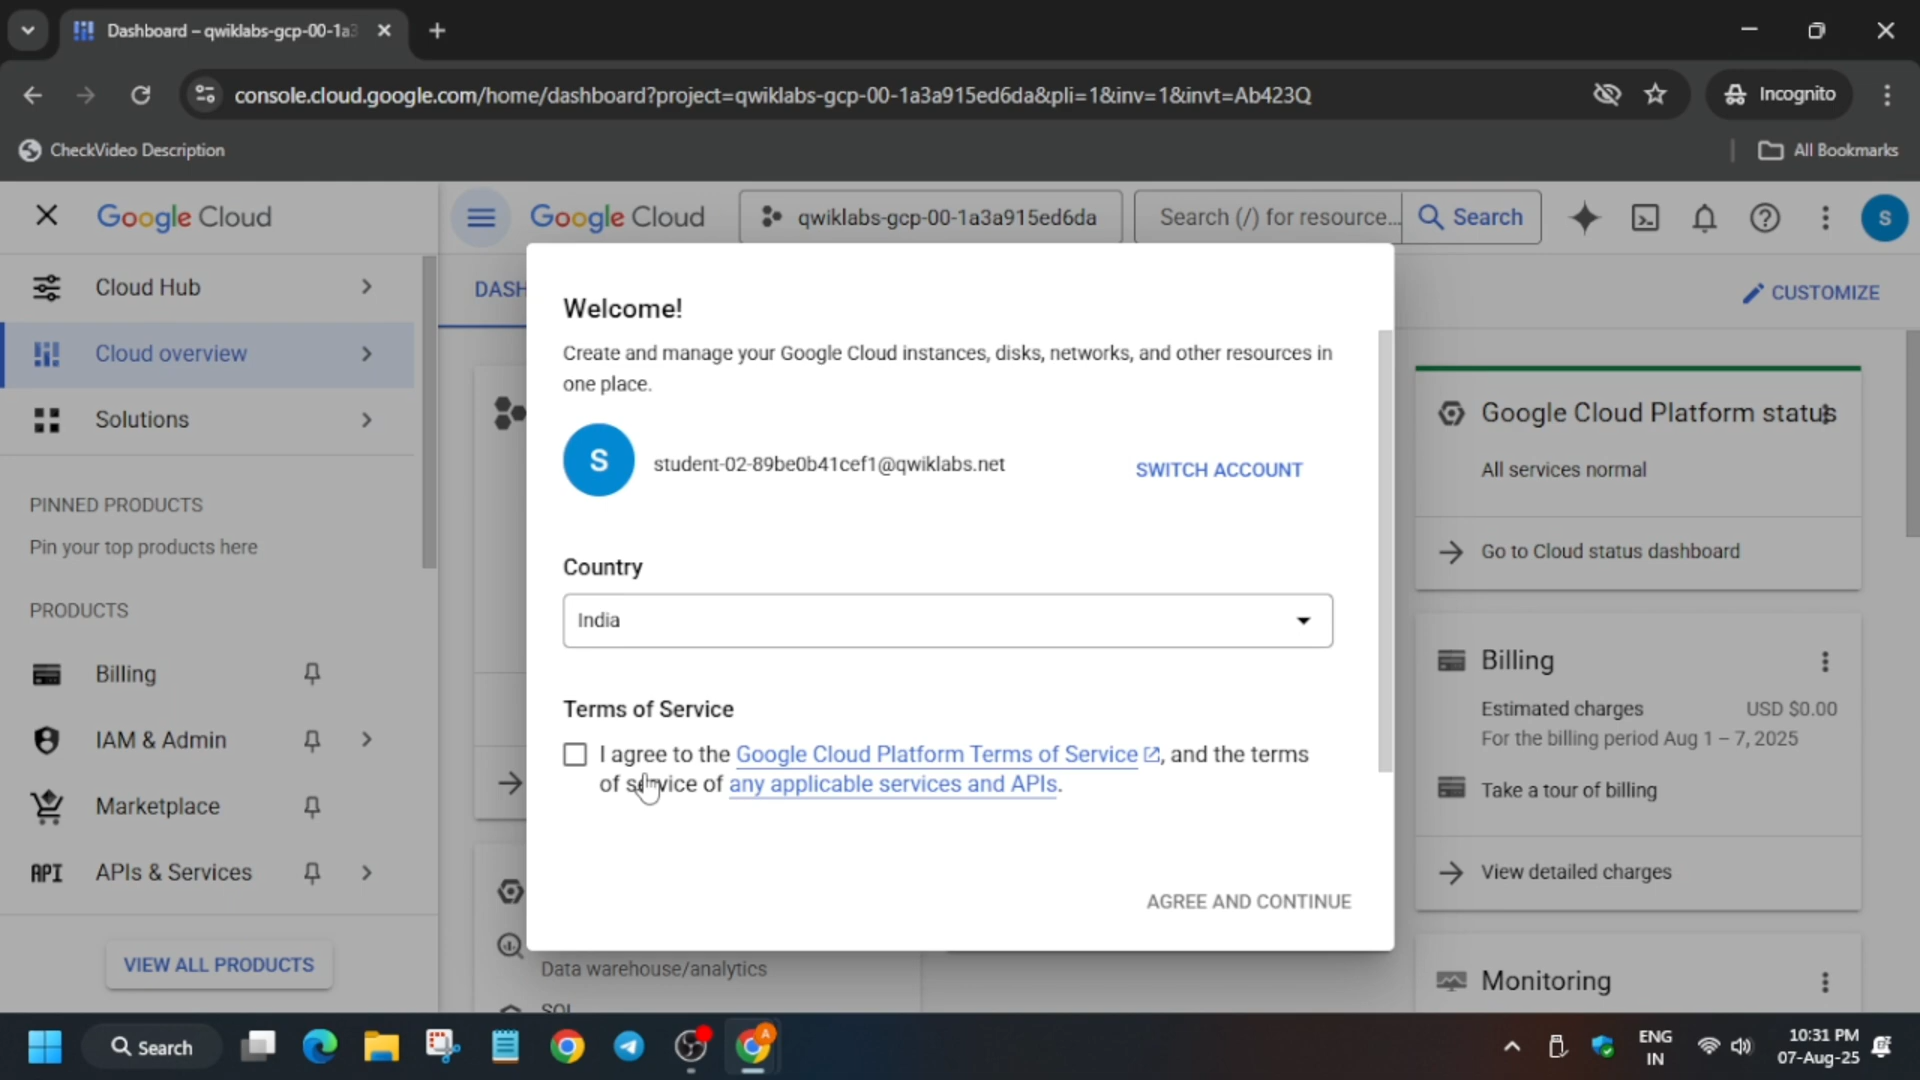 Dashboard – qwiklabs-gcp-00-1a3
console.cloud.google.com/home/dashboard?project=qwiklabs-gcp-00-1a3a915ed6da&pli=1&inv=1&invt=Ab423Q
Incognito
CheckVideo Description
All Bookmarks
Google Cloud
Google Cloud
qwiklabs-gcp-00-1a3a915ed6da
Search (/) for resource...
Search
S
Cloud Hub
Cloud overview
Solutions
PINNED PRODUCTS
Pin your top products here
PRODUCTS
Billing
IAM & Admin
Marketplace
API
APIs & Services
VIEW ALL PRODUCTS
DASH
CUSTOMIZE
Welcome!
Create and manage your Google Cloud instances, disks, networks, and other resources in
one place.
S
student-02-89be0b41cef1@qwiklabs.net
SWITCH ACCOUNT
Country
India
Terms of Service
I agree to the Google Cloud Platform Terms of Service, and the terms
of service of any applicable services and APIs.
AGREE AND CONTINUE
Data warehouse/analytics
SQL
Google Cloud Platform status
All services normal
Go to Cloud status dashboard
Billing
Estimated charges USD $0.00
For the billing period Aug 1 – 7, 2025
Take a tour of billing
View detailed charges
Monitoring
Search
A
ENG
IN
10:31 PM
07-Aug-25